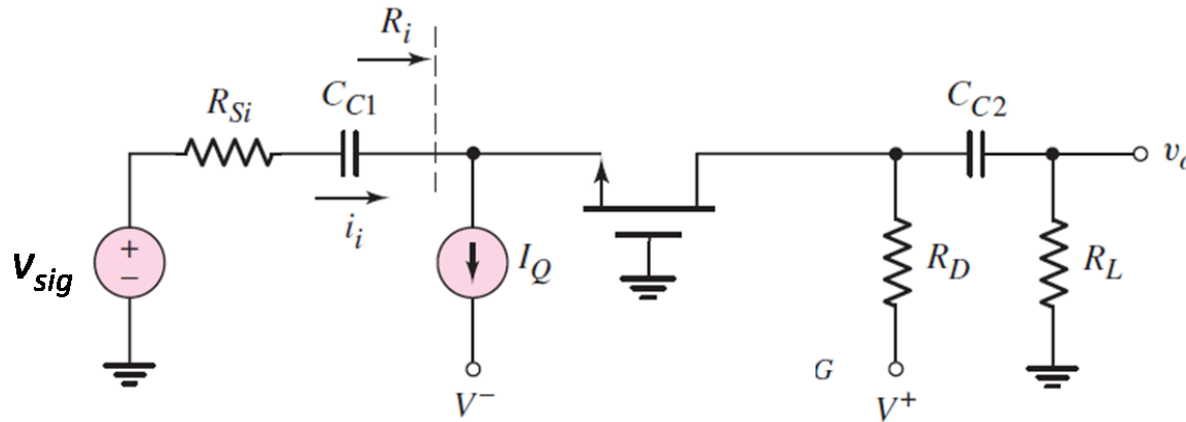 R_i
R_Si
C_C1
C_C2
v_o
i_i
+
−
V_sig
I_Q
R_D
R_L
G
V^−
V^+